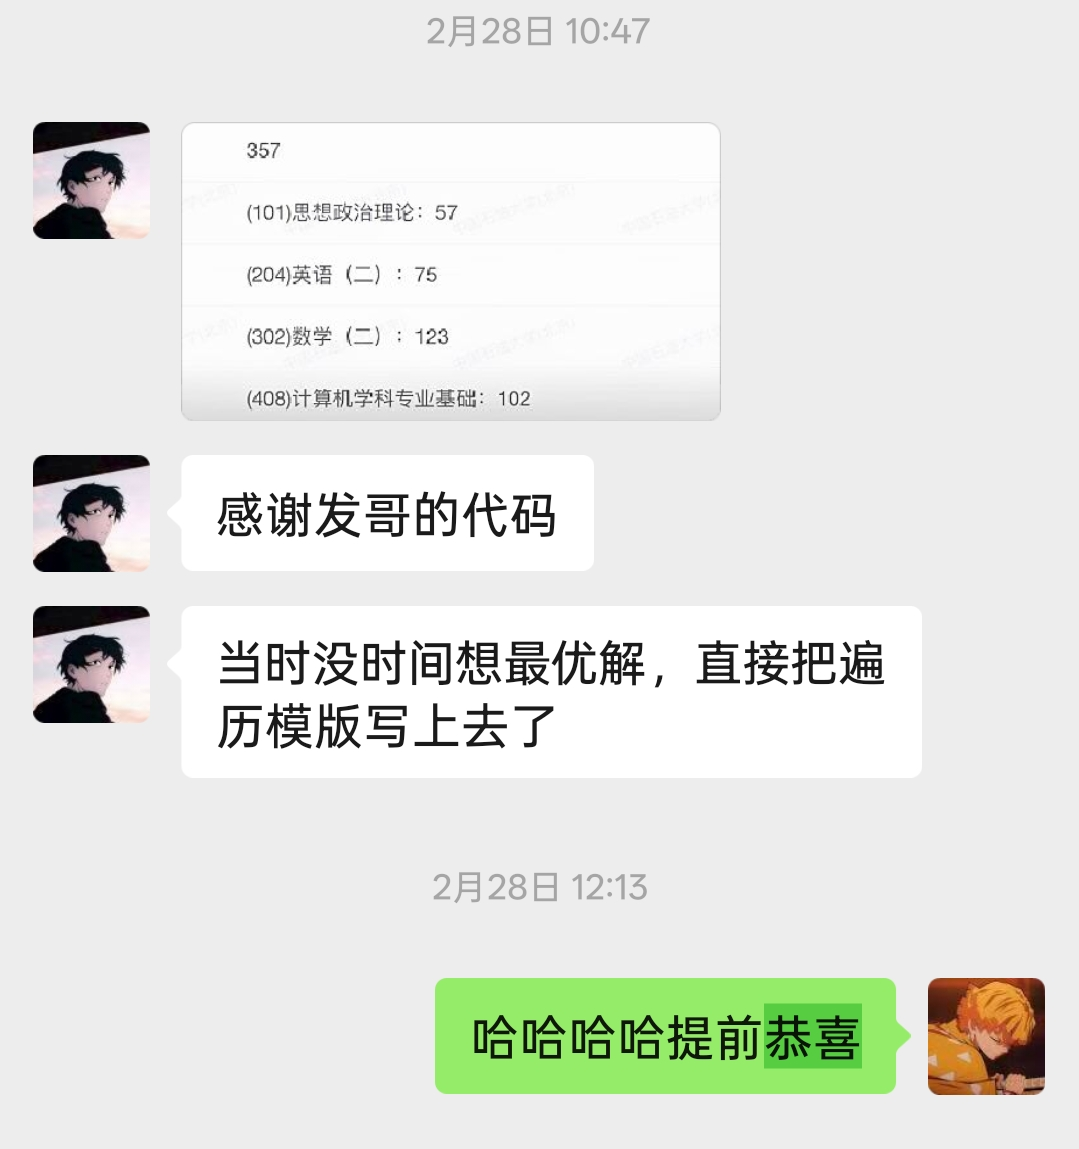 2月28日 10:47
357
(101)思想政治理论：57
(204)英语（二）：75
(302)数学（二）：123
(408)计算机学科专业基础：102
感谢发哥的代码
当时没时间想最优解，直接把遍
历模版写上去了
2月28日 12:13
哈哈哈哈提前恭喜